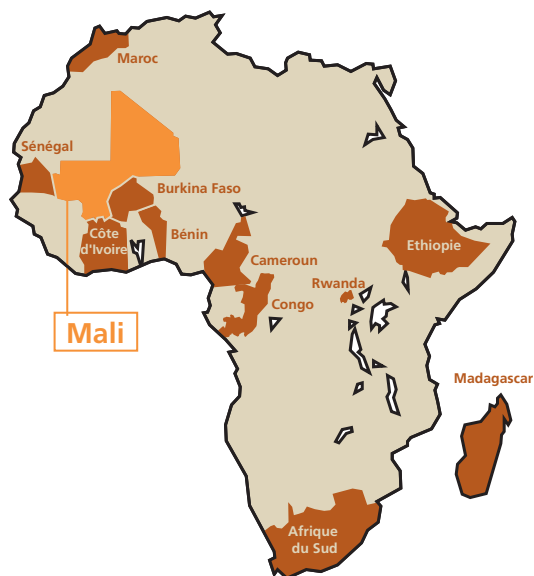 Maroc
Sénégal
Burkina Faso
Côte
d'Ivoire
Bénin
Ethiopie
Cameroun
Rwanda
Congo
Mali
Madagascar
Afrique
du Sud